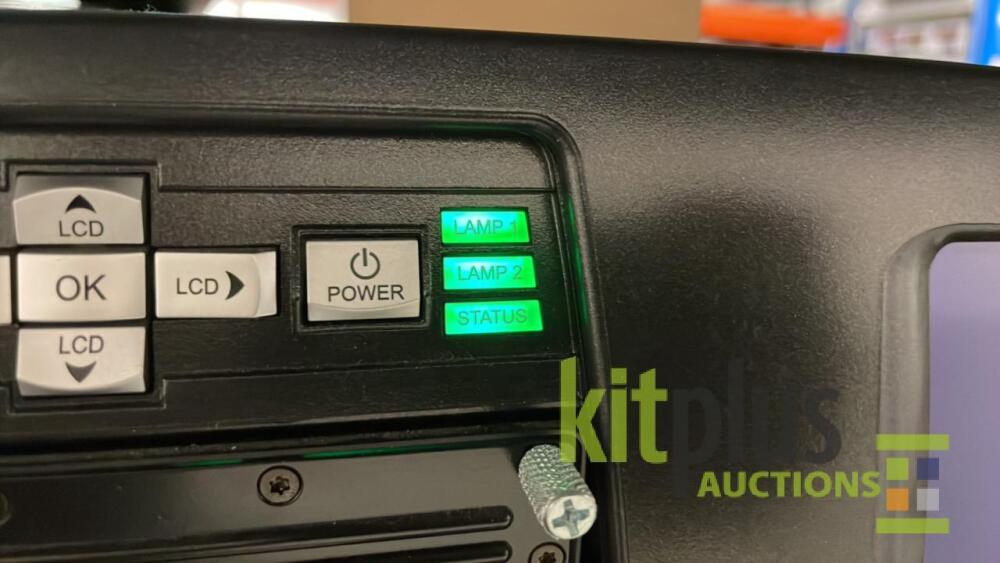 LCD
OK
LCD
LCD
POWER
LAMP 1
LAMP 2
STATUS
kitplus
AUCTIONS